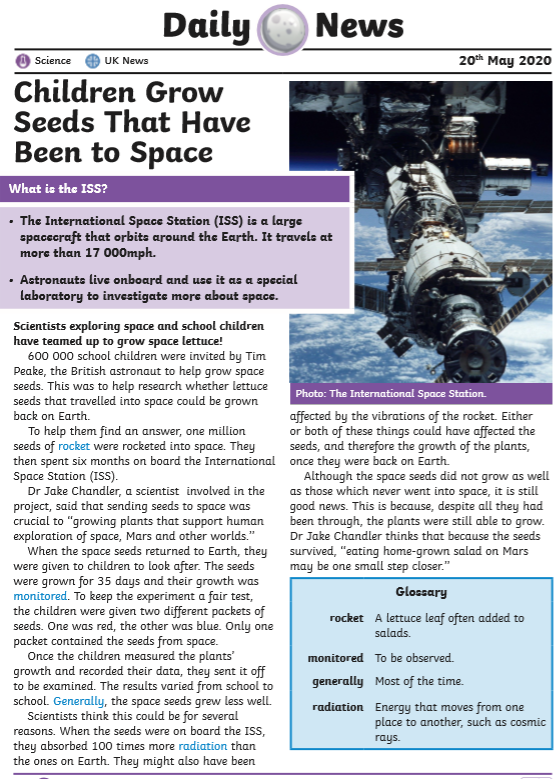 Daily News
Science UK News
20th May 2020
Children Grow
Seeds That Have
Been to Space
What is the ISS?
• The International Space Station (ISS) is a large
spacecraft that orbits around the Earth. It travels at
more than 17 000mph.
• Astronauts live onboard and use it as a special
laboratory to investigate more about space.
Photo: The International Space Station.
Scientists exploring space and school children
have teamed up to grow space lettuce!
600 000 school children were invited by Tim
Peake, the British astronaut to help grow space
seeds. This was to help research whether lettuce
seeds that travelled into space could be grown
back on Earth.
To help them find an answer, one million
seeds of rocket were rocketed into space. They
then spent six months on board the International
Space Station (ISS).
Dr Jake Chandler, a scientist involved in the
project, said that sending seeds to space was
crucial to “growing plants that support human
exploration of space, Mars and other worlds.”
When the space seeds returned to Earth, they
were given to children to look after. The seeds
were grown for 35 days and their growth was
monitored. To keep the experiment a fair test,
the children were given two different packets of
seeds. One was red, the other was blue. Only one
packet contained the seeds from space.
Once the children measured the plants’
growth and recorded their data, they sent it off
to be examined. The results varied from school to
school. Generally, the space seeds grew less well.
Scientists think this could be for several
reasons. When the seeds were on board the ISS,
they absorbed 100 times more radiation than
the ones on Earth. They might also have been
affected by the vibrations of the rocket. Either
or both of these things could have affected the
seeds, and therefore the growth of the plants,
once they were back on Earth.
Although the space seeds did not grow as well
as those which never went into space, it is still
good news. This is because, despite all they had
been through, the plants were still able to grow.
Dr Jake Chandler thinks that because the seeds
survived, “eating home-grown salad on Mars
may be one small step closer.”
Glossary
rocket A lettuce leaf often added to
salads.
monitored To be observed.
generally Most of the time.
radiation Energy that moves from one
place to another, such as cosmic
rays.